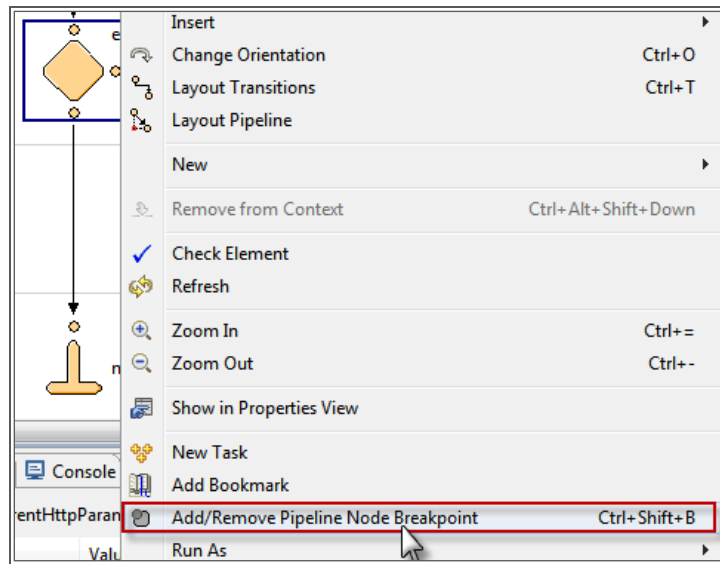 Insert
e
Change Orientation Ctrl+O
Layout Transitions Ctrl+T
Layout Pipeline
New
Remove from Context Ctrl+Alt+Shift+Down
Check Element
Refresh
Zoom In Ctrl+=
Zoom Out Ctrl+-
n
Show in Properties View
New Task
Console
Add Bookmark
rentHttpParan
Add/Remove Pipeline Node Breakpoint Ctrl+Shift+B
Valu
Run As